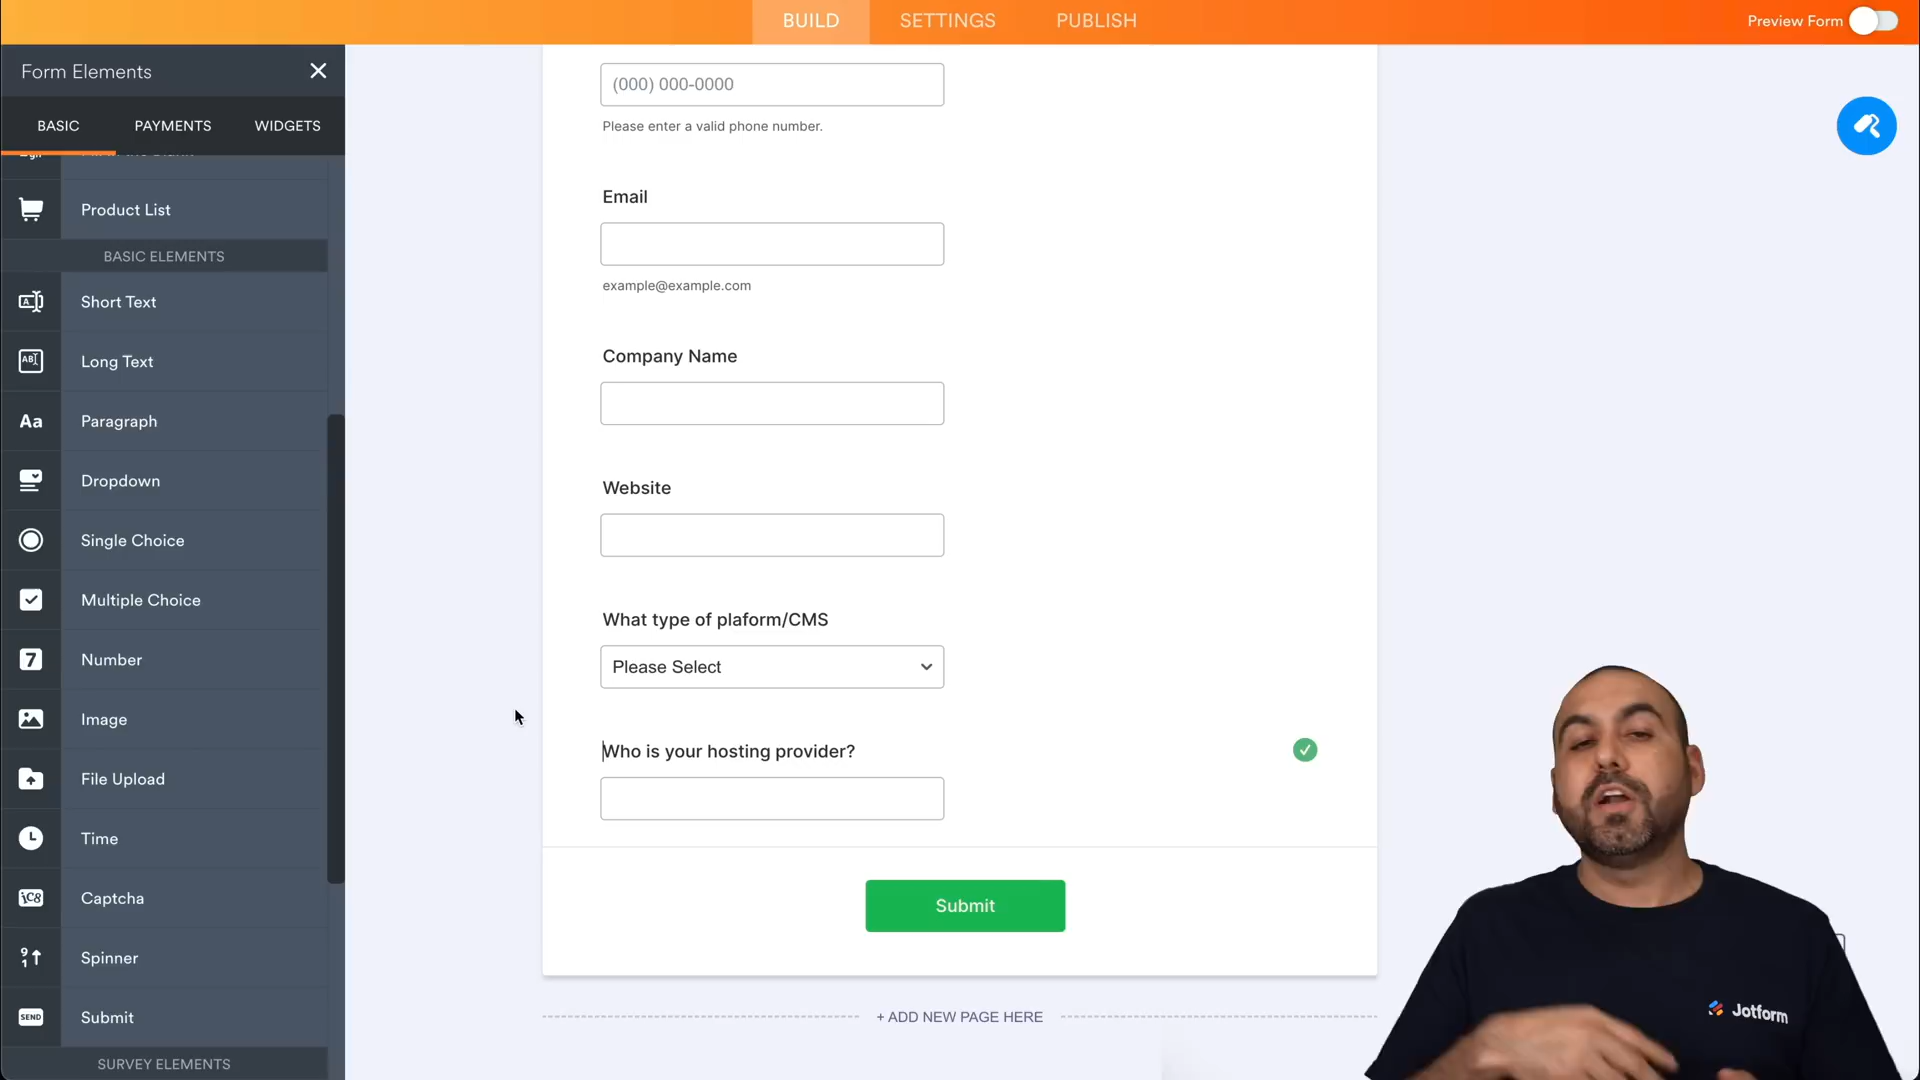 BUILD
SETTINGS
PUBLISH
Preview Form
Form Elements
BASIC
PAYMENTS
WIDGETS
Product List
BASIC ELEMENTS
Short Text
Long Text
Aa
Paragraph
Dropdown
Single Choice
Multiple Choice
7
Number
Image
File Upload
Time
Captcha
Spinner
SEND
Submit
SURVEY ELEMENTS
(000) 000-0000
Please enter a valid phone number.
Email
example@example.com
Company Name
Website
What type of plaform/CMS
Please Select
Who is your hosting provider?
Submit
+ ADD NEW PAGE HERE
Jotform